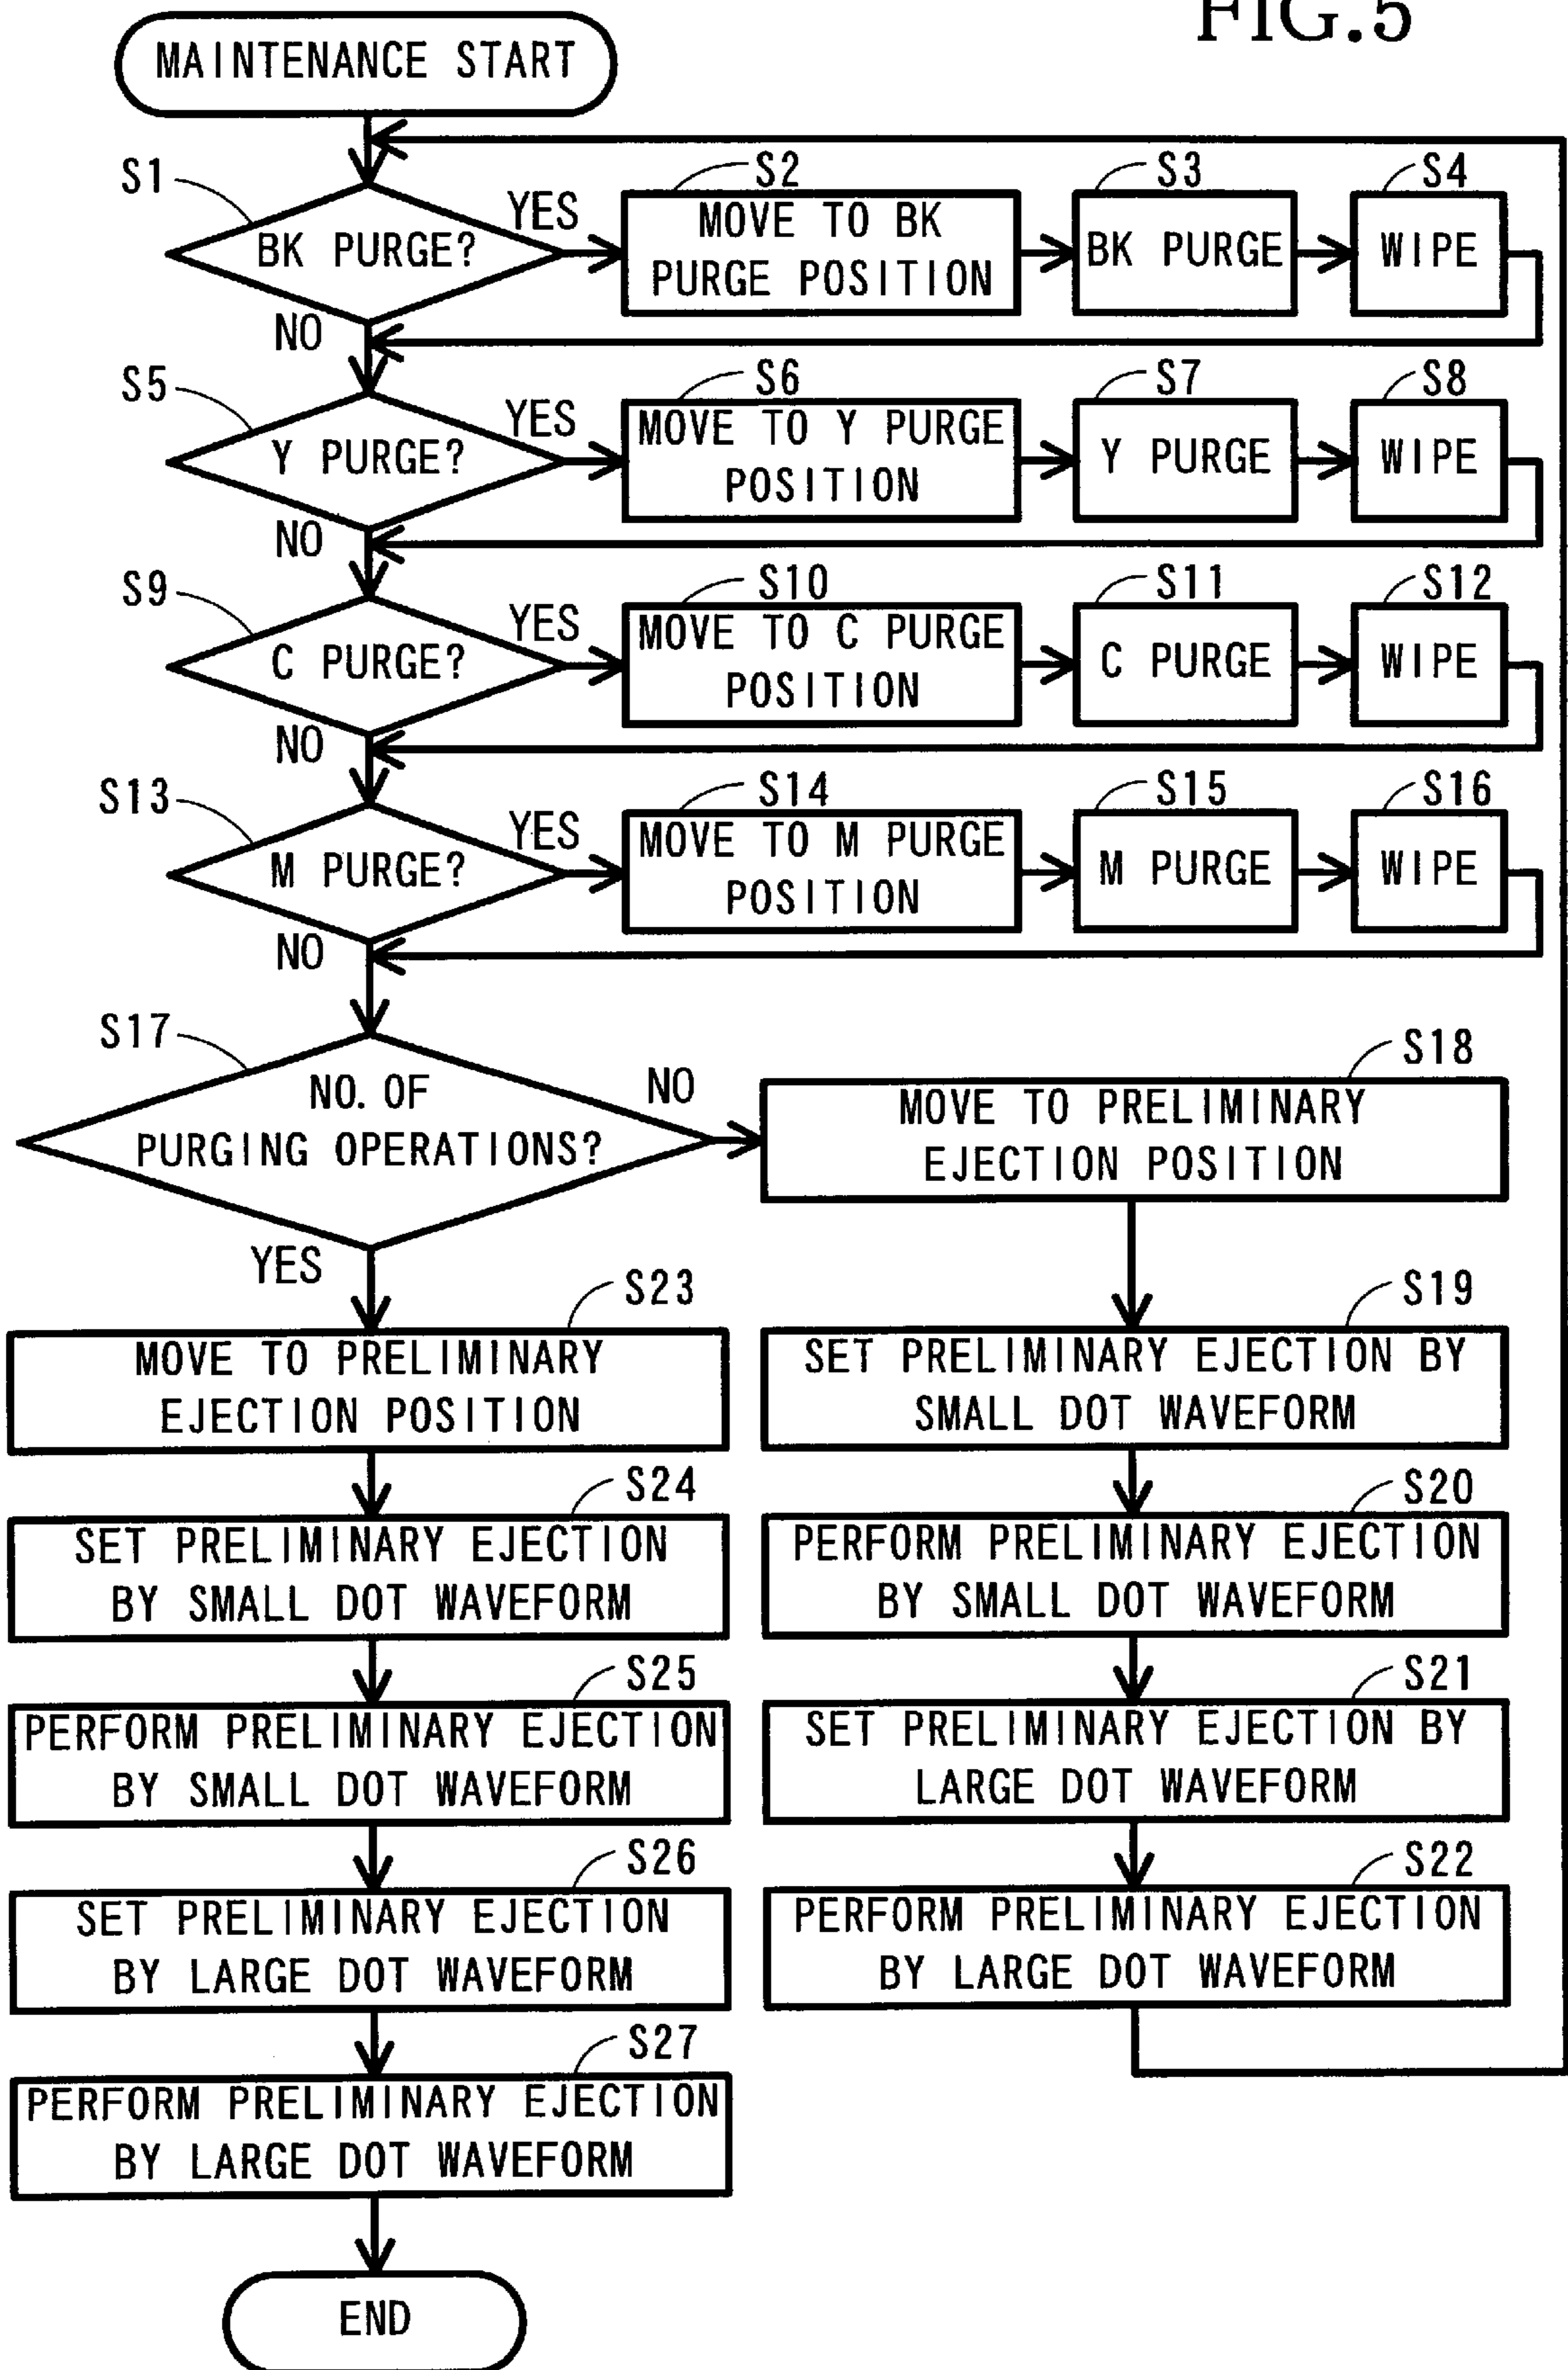 FIG.5
MAINTENANCE START
S1
BK PURGE?
YES
NO
S2
MOVE TO BK
PURGE POSITION
S3
BK PURGE
S4
WIPE
S5
Y PURGE?
YES
NO
S6
MOVE TO Y PURGE
POSITION
S7
Y PURGE
S8
WIPE
S9
C PURGE?
YES
NO
S10
MOVE TO C PURGE
POSITION
S11
C PURGE
S12
WIPE
S13
M PURGE?
YES
NO
S14
MOVE TO M PURGE
POSITION
S15
M PURGE
S16
WIPE
S17
NO. OF
PURGING OPERATIONS?
NO
YES
S18
MOVE TO PRELIMINARY
EJECTION POSITION
S19
SET PRELIMINARY EJECTION BY
SMALL DOT WAVEFORM
S20
PERFORM PRELIMINARY EJECTION
BY SMALL DOT WAVEFORM
S21
SET PRELIMINARY EJECTION BY
LARGE DOT WAVEFORM
S22
PERFORM PRELIMINARY EJECTION
BY LARGE DOT WAVEFORM
S23
MOVE TO PRELIMINARY
EJECTION POSITION
S24
SET PRELIMINARY EJECTION
BY SMALL DOT WAVEFORM
S25
PERFORM PRELIMINARY EJECTION
BY SMALL DOT WAVEFORM
S26
SET PRELIMINARY EJECTION
BY LARGE DOT WAVEFORM
S27
PERFORM PRELIMINARY EJECTION
BY LARGE DOT WAVEFORM
END